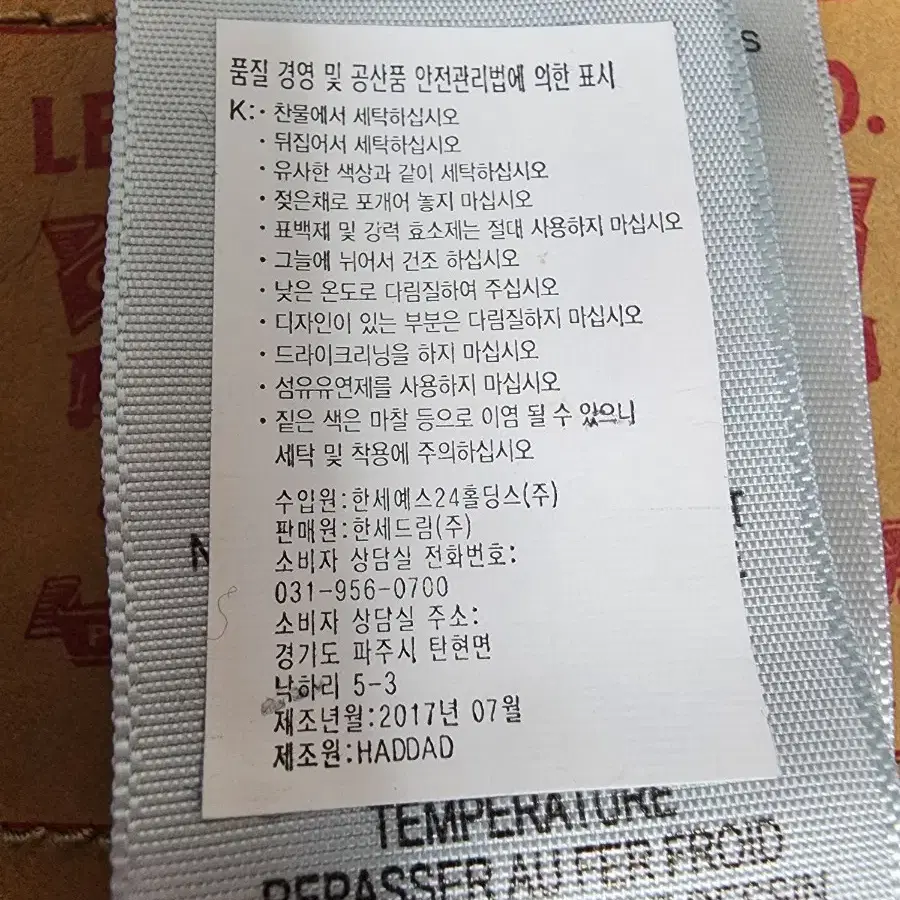 품질 경영 및 공산품 안전관리법에 의한 표시
K: · 찬물에서 세탁하십시오
· 뒤집어서 세탁하십시오
· 유사한 색상과 같이 세탁하십시오
· 젖은채로 포개어 놓지 마십시오
· 표백제 및 강력 효소제는 절대 사용하지 마십시오
· 그늘에 뉘어서 건조 하십시오
· 낮은 온도로 다림질하여 주십시오
· 디자인이 있는 부분은 다림질하지 마십시오
· 드라이크리닝을 하지 마십시오
· 섬유유연제를 사용하지 마십시오
· 짙은 색은 마찰 등으로 이염 될 수 있으니
세탁 및 착용에 주의하십시오
수입원:한세예스24홀딩스(주)
판매원:한세드림(주)
소비자 상담실 전화번호:
031-956-0700
소비자 상담실 주소:
경기도 파주시 탄현면
낙하리 5-3
제조년월:2017년 07월
제조원:HADDAD
TEMPERATURE
REPASSER AU FER FROID